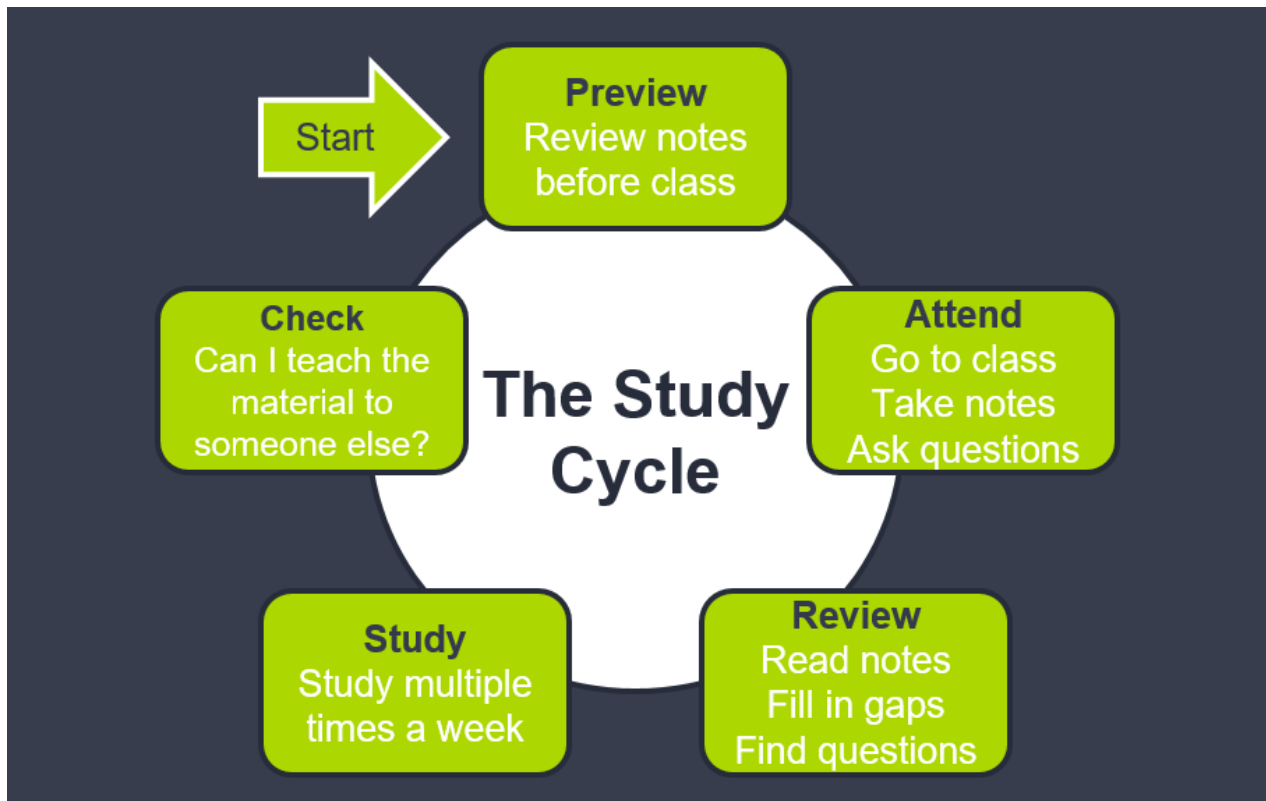 Start
Preview
Review notes
before class
Attend
Go to class
Take notes
Ask questions
Review
Read notes
Fill in gaps
Find questions
Study
Study multiple
times a week
Check
Can I teach the
material to
someone else?
The Study
Cycle